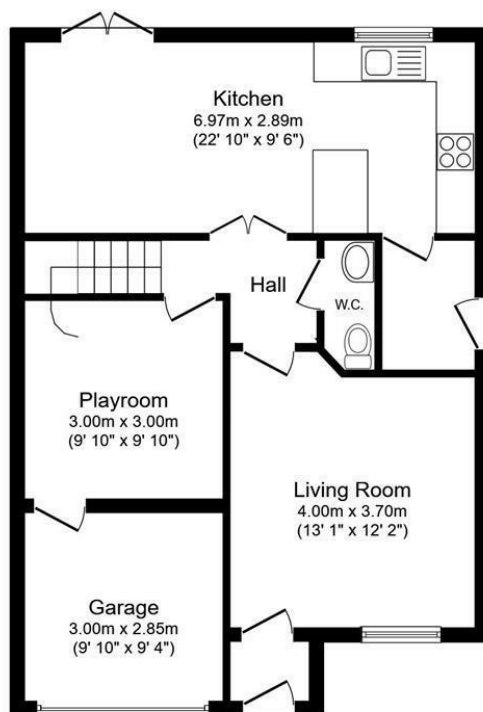 Kitchen
6.97m x 2.89m
(22' 10" x 9' 6")
Hall
W.C.
Playroom
3.00m x 3.00m
(9' 10" x 9' 10")
Living Room
4.00m x 3.70m
(13' 1" x 12' 2")
Garage
3.00m x 2.85m
(9' 10" x 9' 4")